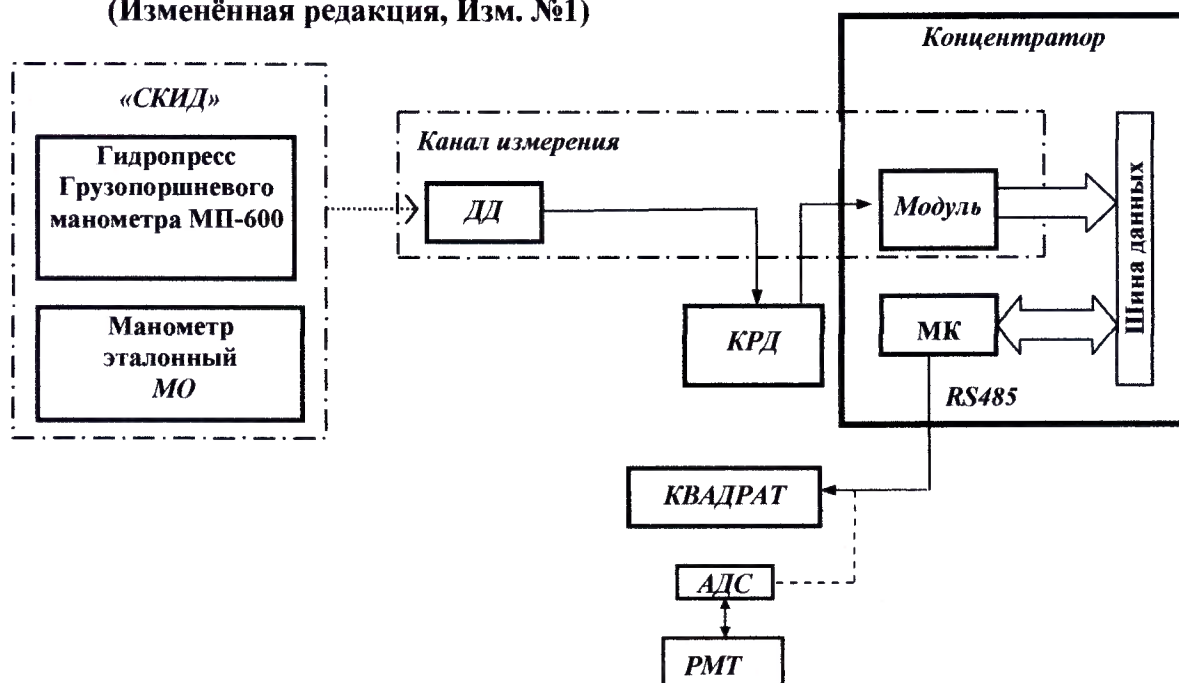 (Изменённая редакция, Изм. №1)
Концентратор
«СКИД»
Гидропресс
Грузопоршневого
манометра МП-600
Канал измерения
ДД
Модуль
Шина данных
КРД
МК
Манометр
эталонный
МО
RS485
КВАДРАТ
АДС
РМТ